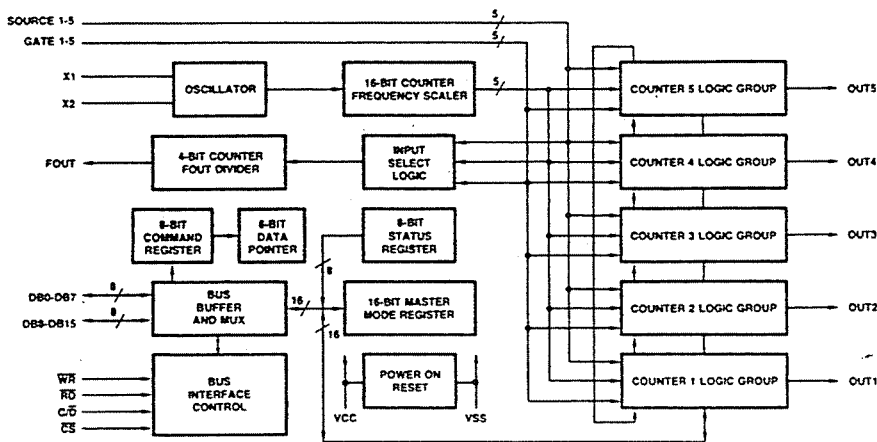 SOURCE 1-5
5
GATE 1-5
5
X1
X2
OSCILLATOR
16-BIT COUNTER
FREQUENCY SCALER
5
COUNTER 5 LOGIC GROUP
OUT5
FOUT
4-BIT COUNTER
FOUT DIVIDER
INPUT
SELECT
LOGIC
COUNTER 4 LOGIC GROUP
OUT4
8-BIT
COMMAND
REGISTER
6-BIT
DATA
POINTER
8-BIT
STATUS
REGISTER
8
COUNTER 3 LOGIC GROUP
OUT3
DB0-DB7
8
DB8-DB15
8
BUS
BUFFER
AND MUX
16
16-BIT MASTER
MODE REGISTER
16
COUNTER 2 LOGIC GROUP
OUT2
W̅R̅
R̅D̅
C/D̅
C̅S̅
BUS
INTERFACE
CONTROL
POWER ON
RESET
VCC
VSS
COUNTER 1 LOGIC GROUP
OUT1